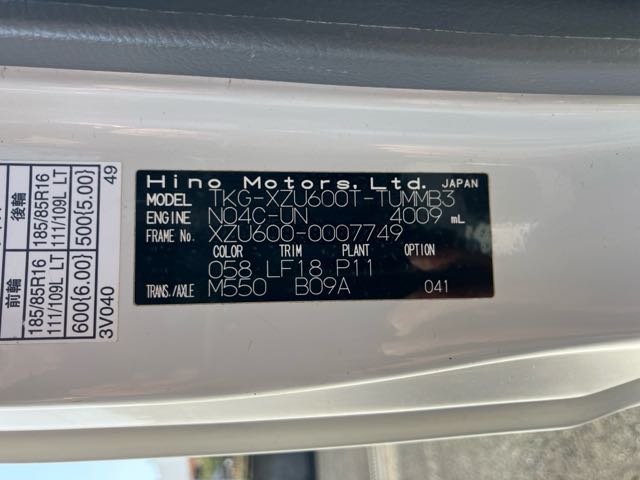 Hino Motors, Ltd. JAPAN
MODEL TKG-XZU600T-TUMMB3
ENGINE N04C-UN 4009 mL
FRAME No. XZU600-0007749
COLOR TRIM PLANT OPTION
058 LF18 P11
TRANS./AXLE M550 B09A 041
前輪 後輪
185/85R16 185/85R16
111/109L LT 111/109L LT
600{6.00} 500{5.00}
3V040 49